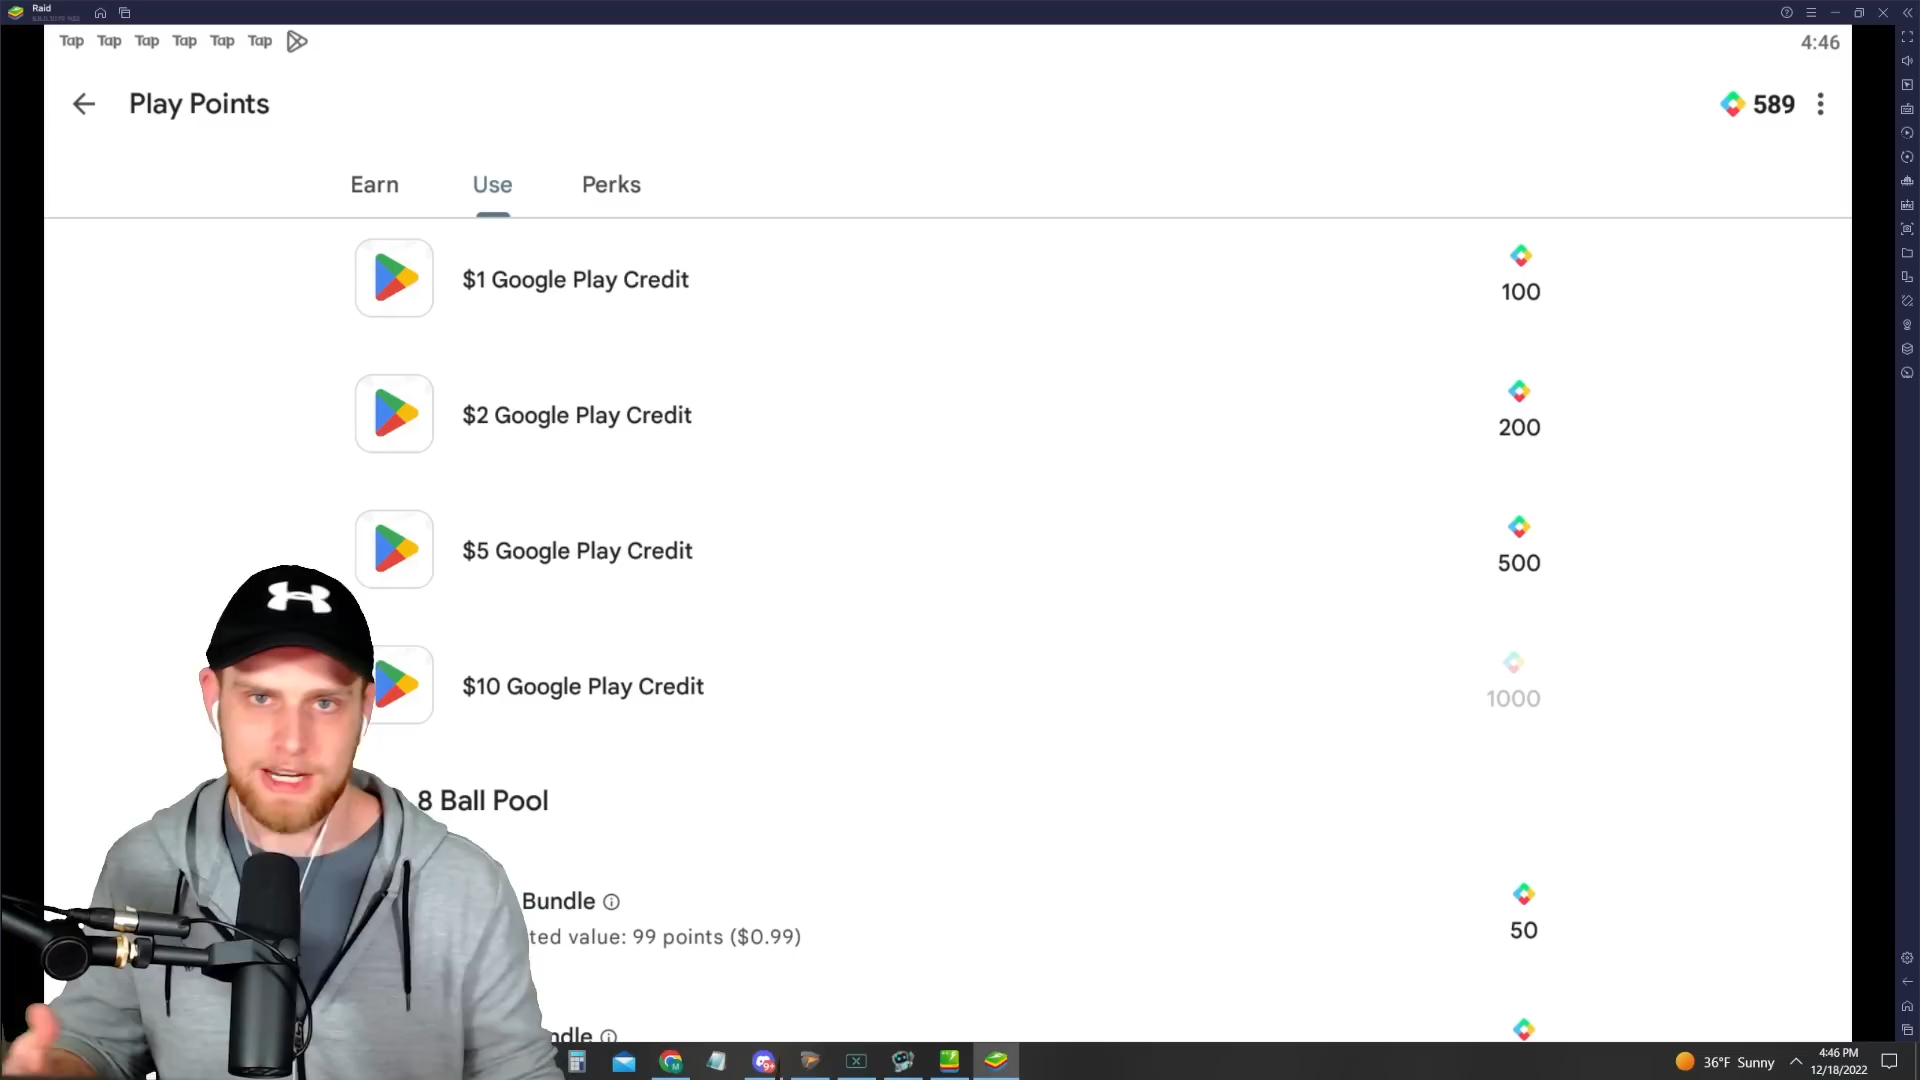 Raid
Tap Tap Tap Tap Tap Tap
4:46
Play Points
589
Earn
Use
Perks
$1 Google Play Credit
100
$2 Google Play Credit
200
$5 Google Play Credit
500
$10 Google Play Credit
1000
8 Ball Pool
Bundle
ted value: 99 points ($0.99)
50
ndle
36°F Sunny
4:46 PM
12/18/2022